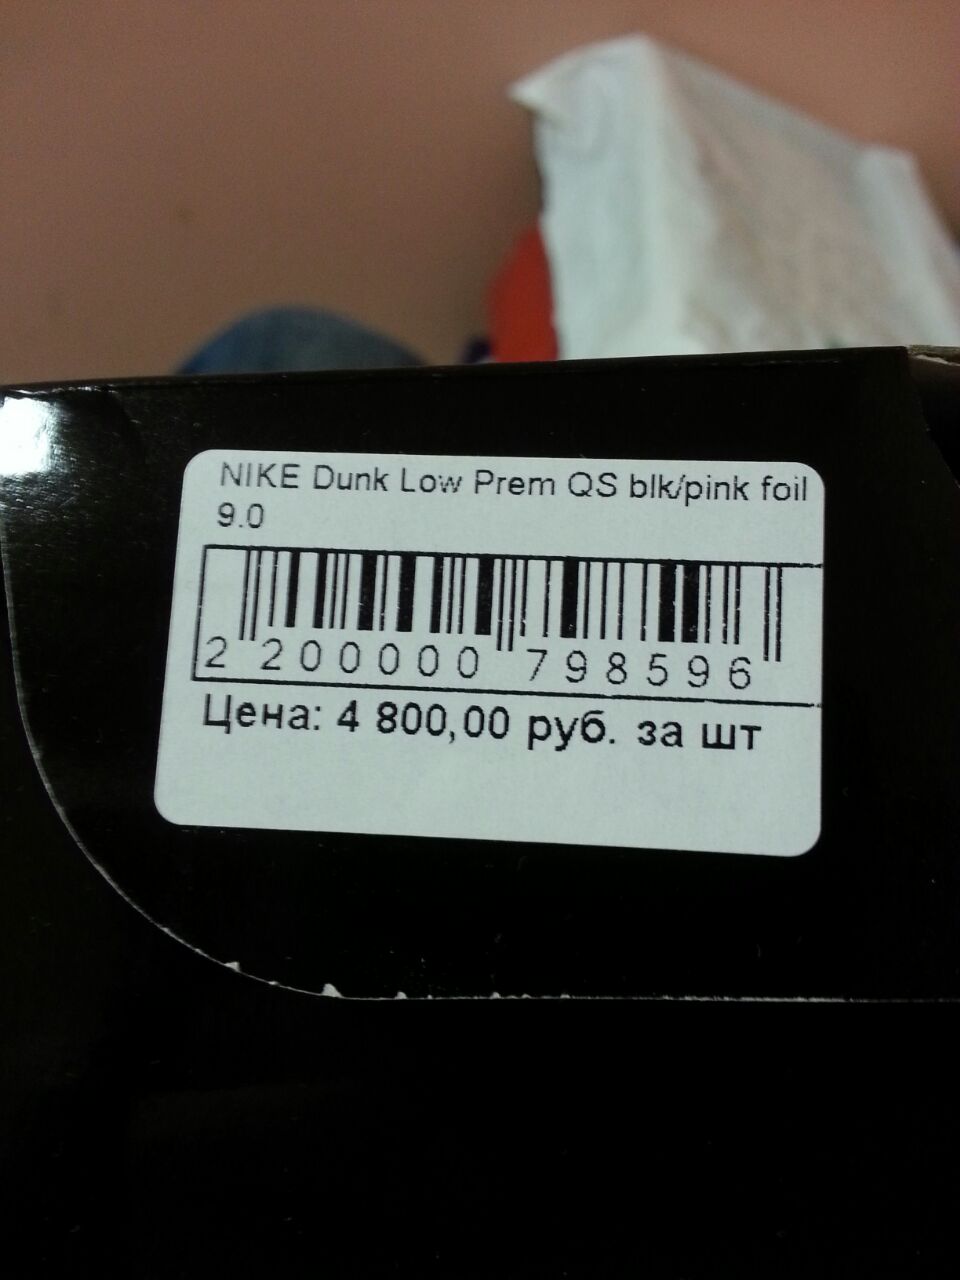 NIKE Dunk Low Prem QS blk/pink foil
9.0
2 200000 798596
Цена: 4 800,00 руб. за шт